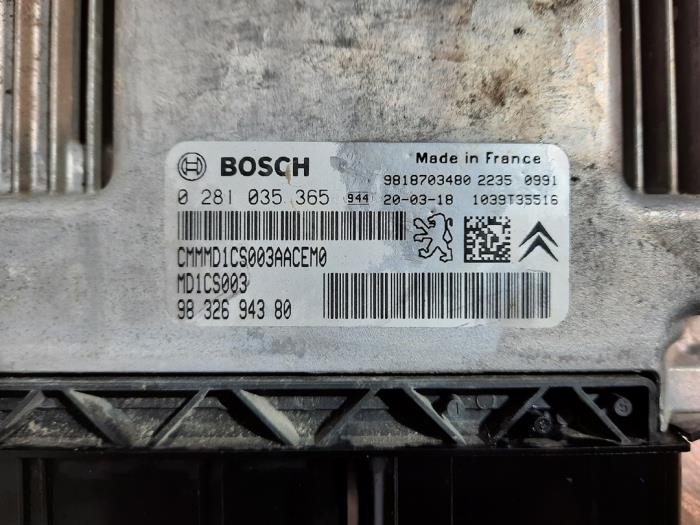 BOSCH
Made in France
9818703480 2235 0991
0 281 035 365 944 20-03-18 1039T35516
CMMMD1CS003AACEM0
MD1CS003
98 326 943 80